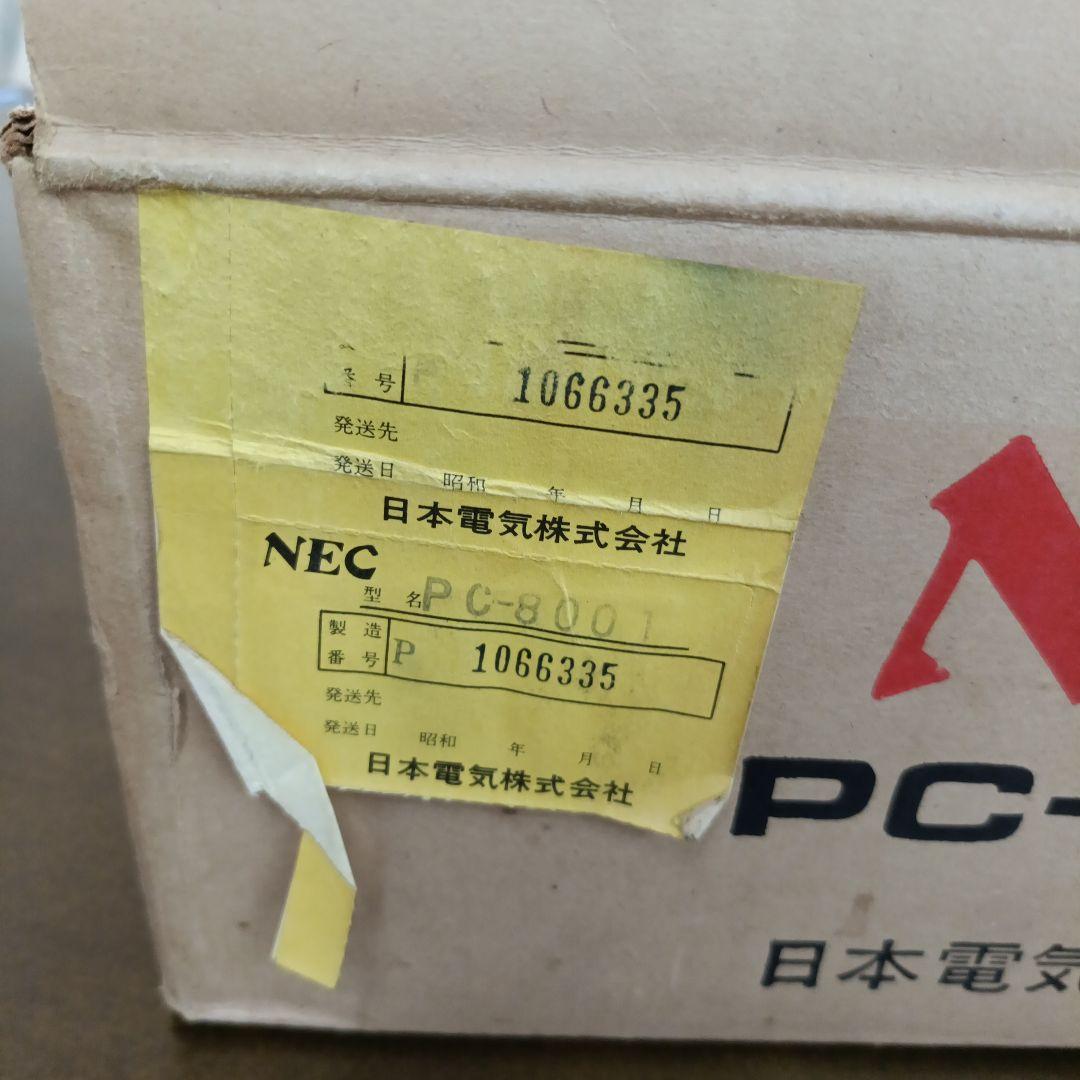 番号 P 1066335
発送先
発送日 昭和 年 月 日
日本電気株式会社
NEC
型名 PC-8001
製造番号 P 1066335
発送先
発送日 昭和 年 月 日
日本電気株式会社
PC-
日本電気